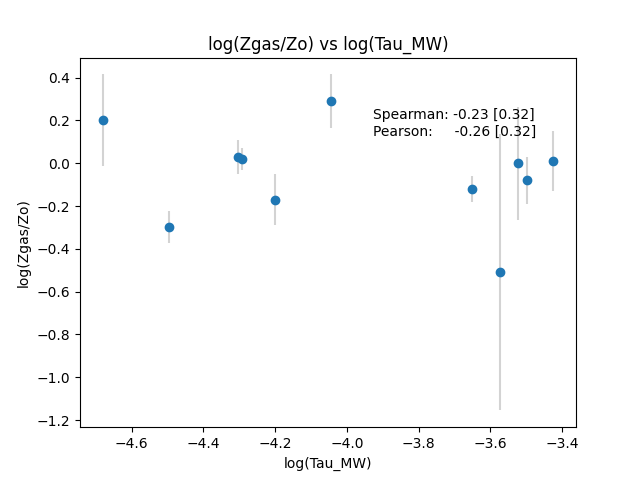 log(Zgas/Zo) vs log(Tau_MW)
Spearman: -0.23 [0.32]
Pearson: -0.26 [0.32]
log(Zgas/Zo)
0.4
0.2
0.0
−0.2
−0.4
−0.6
−0.8
−1.0
−1.2
−4.6 −4.4 −4.2 −4.0 −3.8 −3.6 −3.4
log(Tau_MW)